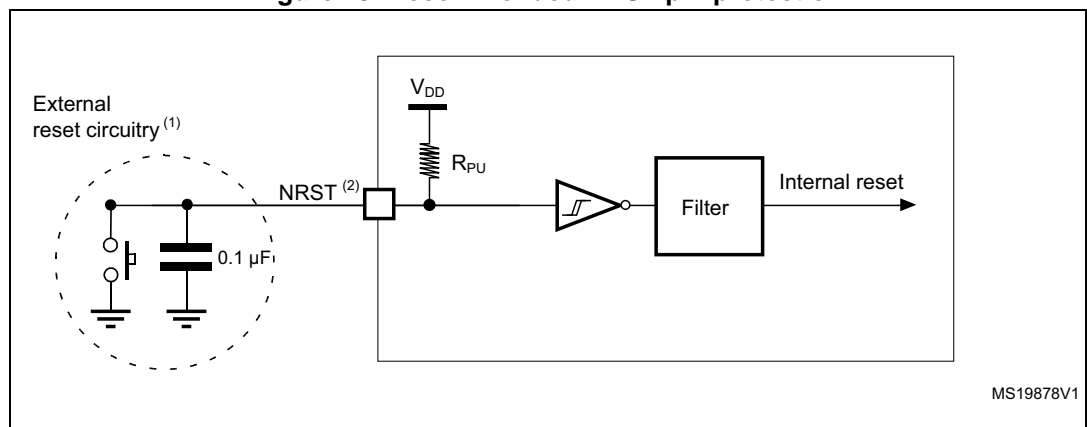 External
reset circuitry (1)
VDD
RPU
NRST (2)
Internal reset
Filter
0.1 μF
MS19878V1